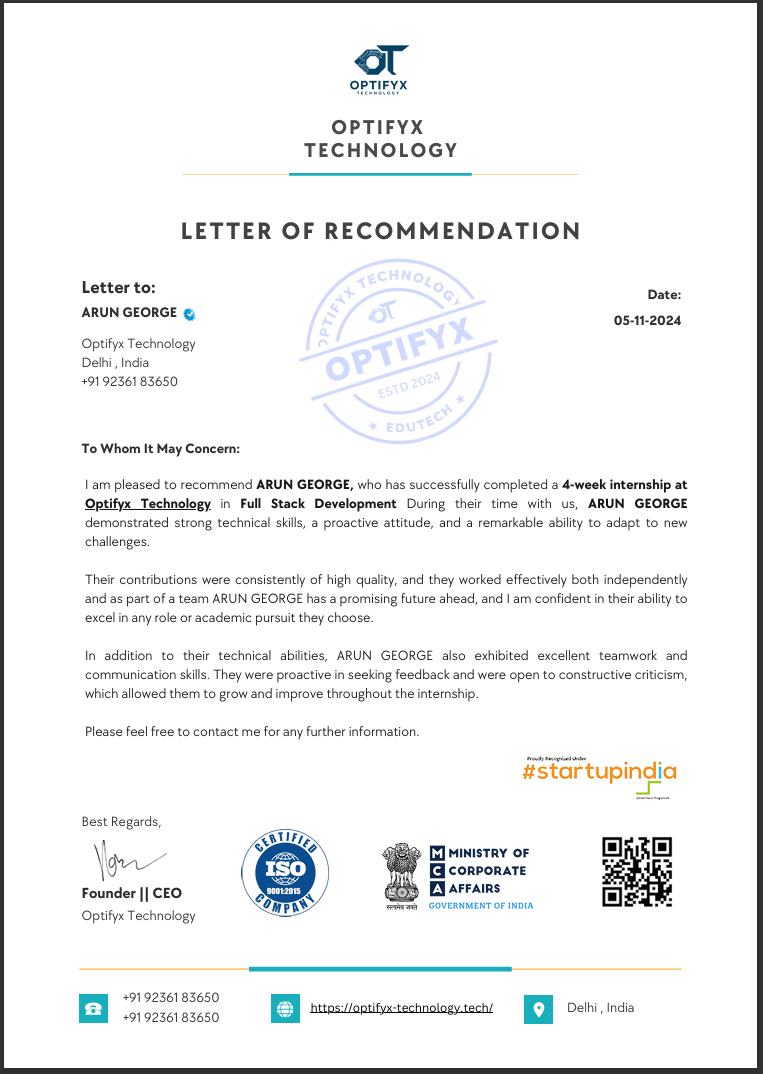 OT
OPTIFYX
TECHNOLOGY
OPTIFYX
TECHNOLOGY
LETTER OF RECOMMENDATION
Letter to:
ARUN GEORGE
Optifyx Technology
Delhi , India
+91 92361 83650
OPTIFYX TECHNOLOGY
OT
OPTIFYX
ESTD 2024
★ EDUTECH ★
Date:
05-11-2024
To Whom It May Concern:
I am pleased to recommend ARUN GEORGE, who has successfully completed a 4-week internship at
Optifyx Technology in Full Stack Development During their time with us, ARUN GEORGE
demonstrated strong technical skills, a proactive attitude, and a remarkable ability to adapt to new
challenges.
Their contributions were consistently of high quality, and they worked effectively both independently
and as part of a team ARUN GEORGE has a promising future ahead, and I am confident in their ability to
excel in any role or academic pursuit they choose.
In addition to their technical abilities, ARUN GEORGE also exhibited excellent teamwork and
communication skills. They were proactive in seeking feedback and were open to constructive criticism,
which allowed them to grow and improve throughout the internship.
Please feel free to contact me for any further information.
Proudly Recognised Under
#startupindia
Government Programme
Best Regards,
Founder || CEO
Optifyx Technology
CERTIFIED
ISO
9001:2015
COMPANY
सत्यमेव जयते
MCA
MINISTRY OF
CORPORATE
AFFAIRS
GOVERNMENT OF INDIA
+91 92361 83650
+91 92361 83650
https://optifyx-technology.tech/
Delhi , India